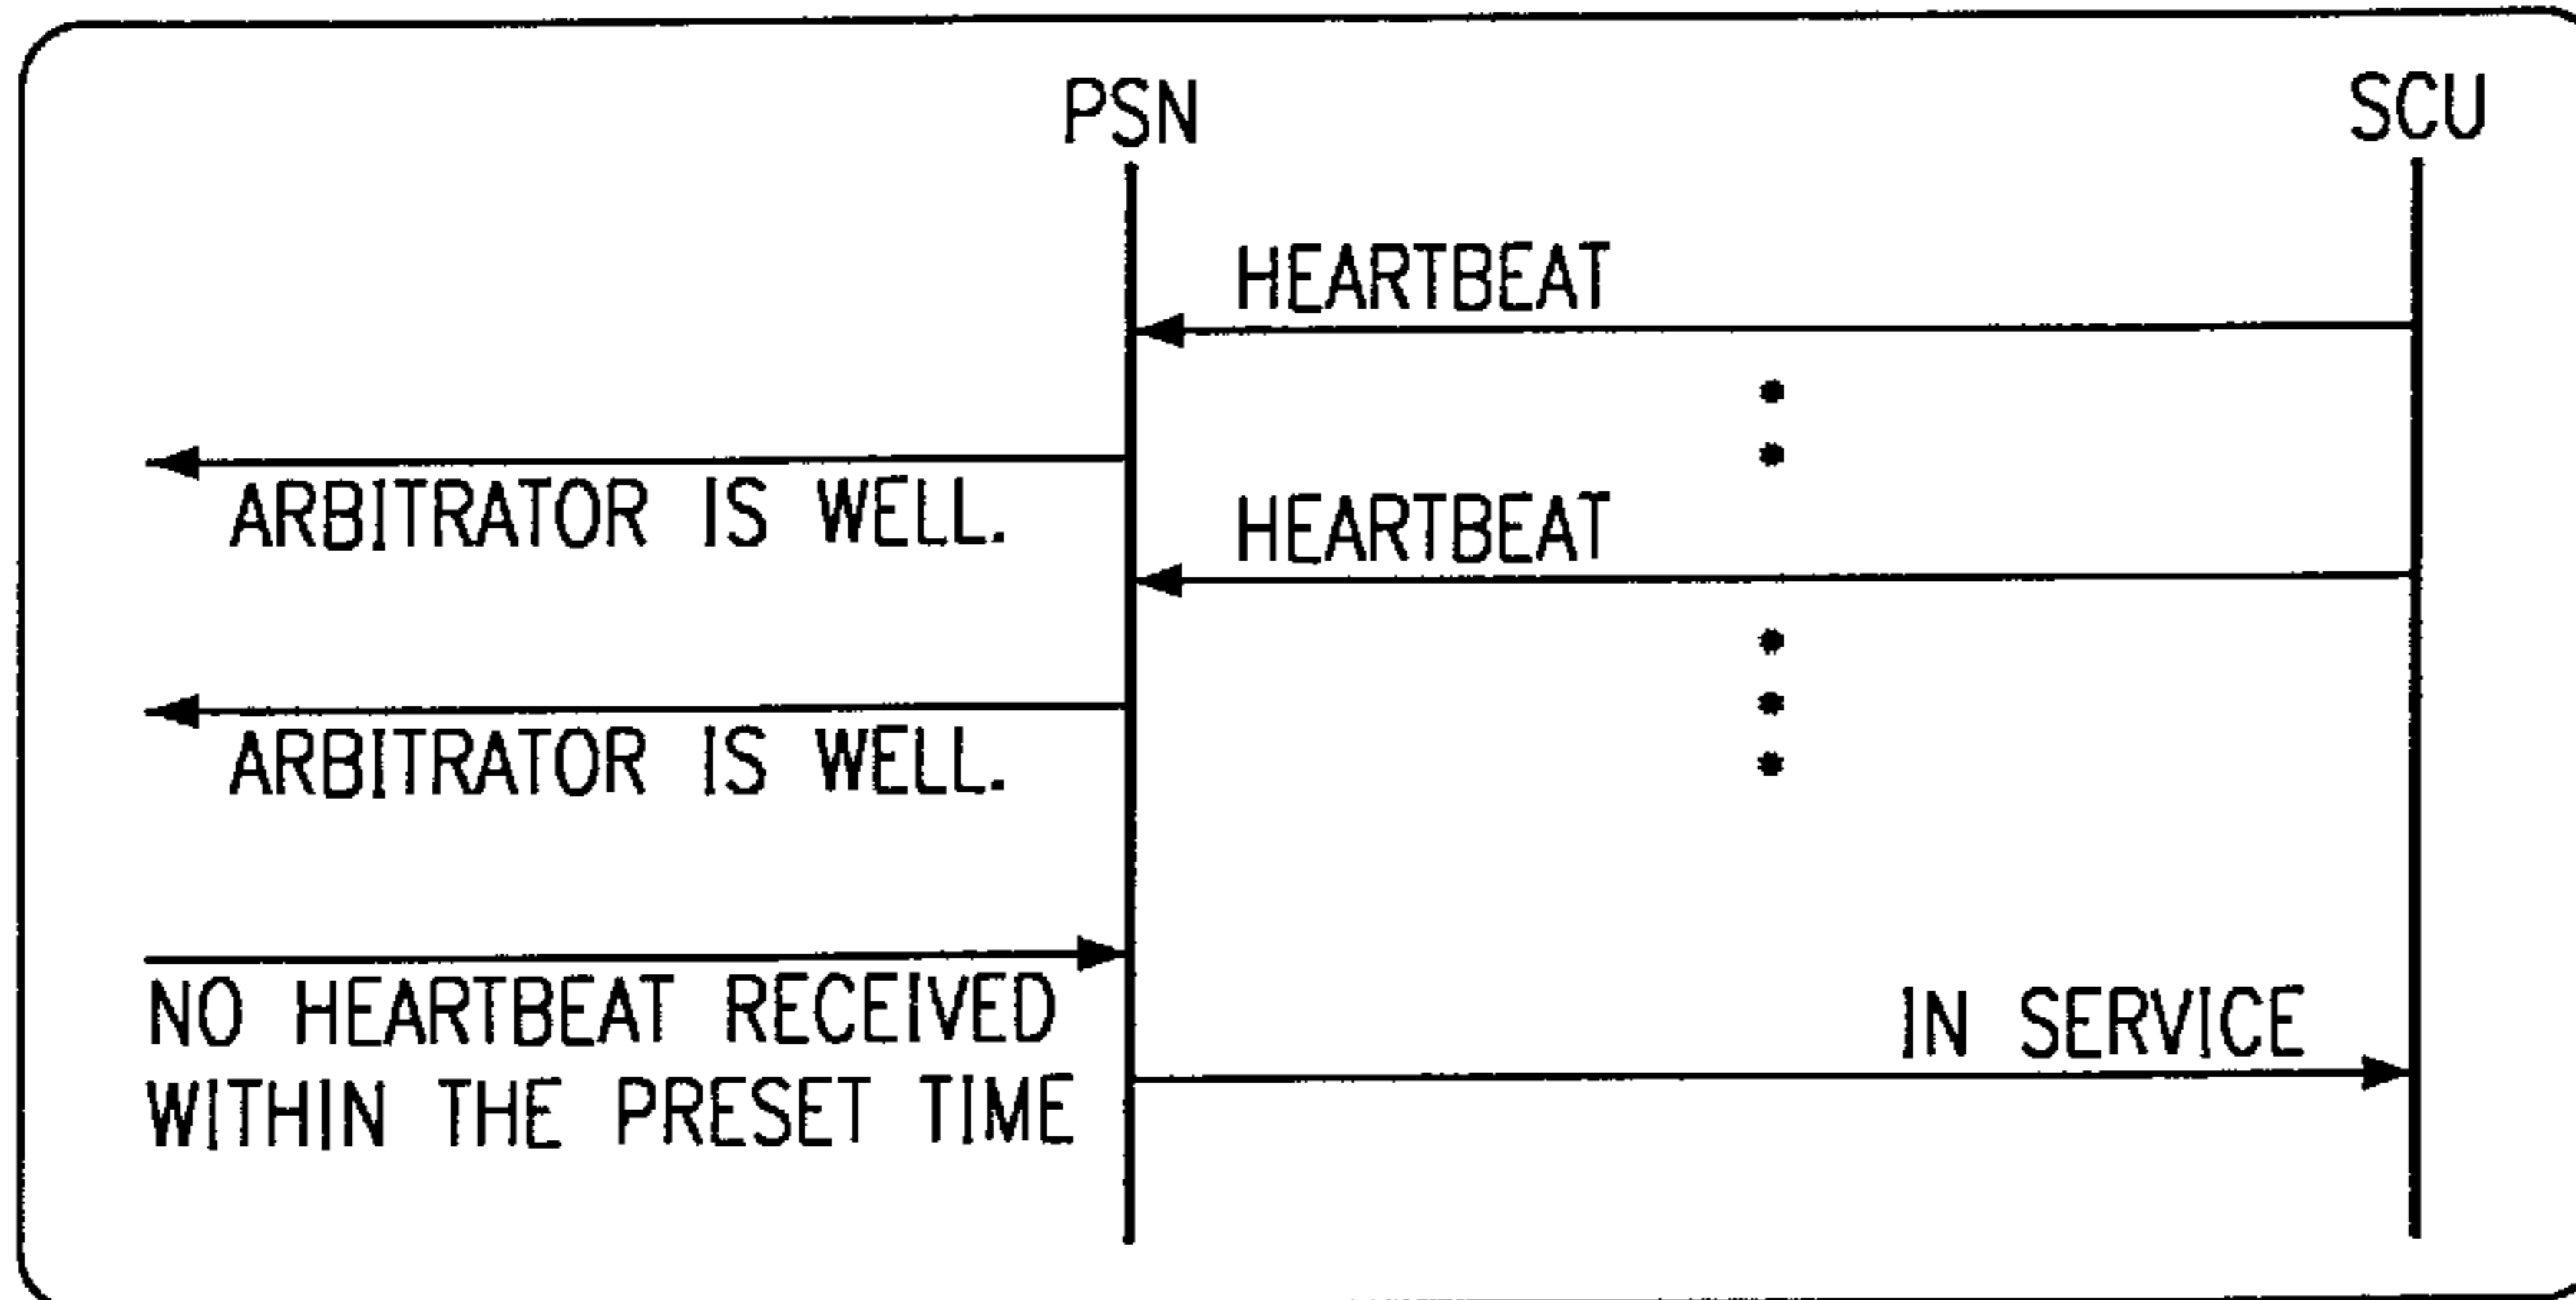 PSN
SCU
HEARTBEAT
ARBITRATOR IS WELL.
HEARTBEAT
ARBITRATOR IS WELL.
NO HEARTBEAT RECEIVED
WITHIN THE PRESET TIME
IN SERVICE